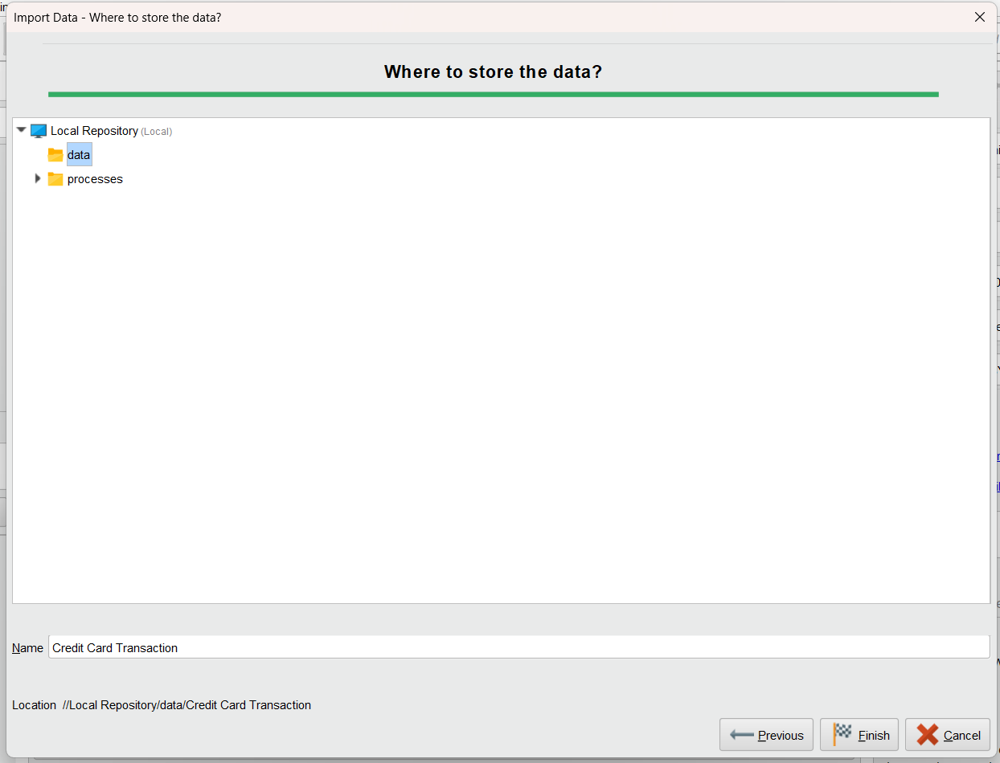 Import Data - Where to store the data?
Where to store the data?
Local Repository (Local)
data
processes
Name Credit Card Transaction
Location //Local Repository/data/Credit Card Transaction
Previous Finish Cancel